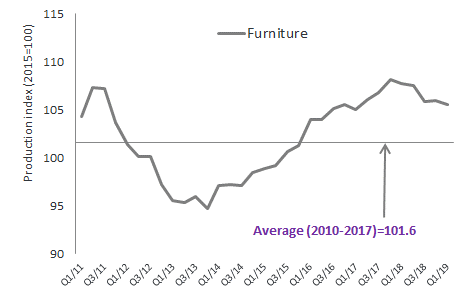 115
110
105
100
95
90
Production index (2015=100)
Furniture
Average (2010-2017)=101.6
Q1/11
Q3/11
Q1/12
Q3/12
Q1/13
Q3/13
Q1/14
Q3/14
Q1/15
Q3/15
Q1/16
Q3/16
Q1/17
Q3/17
Q1/18
Q3/18
Q1/19